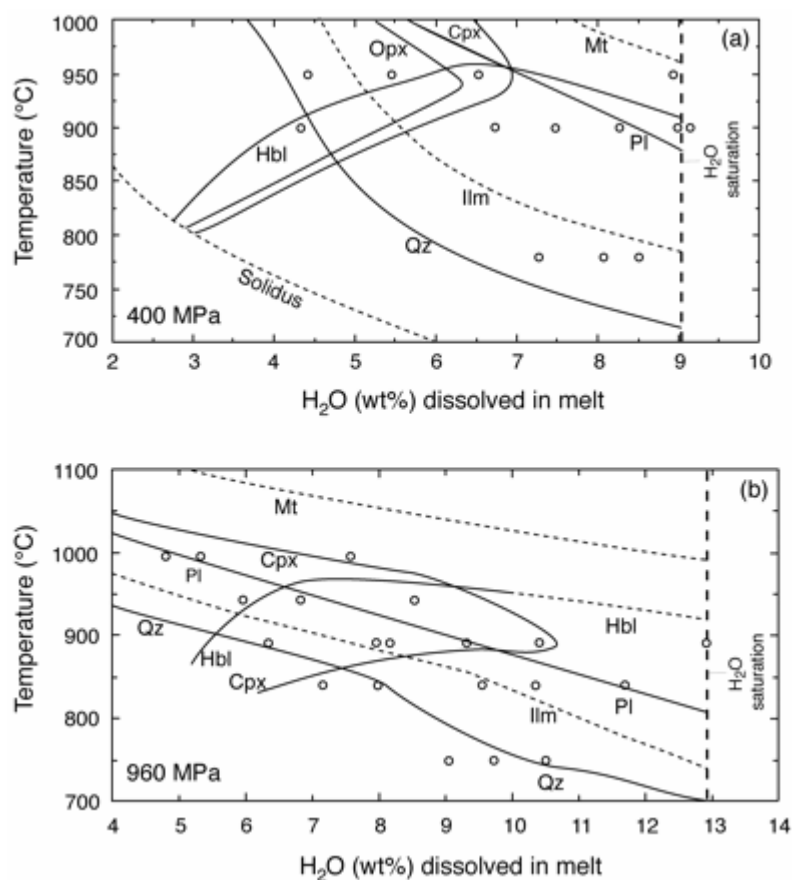 1000
950
900
850
800
750
700
Temperature (°C)
Opx
Cpx
Mt
(a)
Hbl
Pl
H₂O
saturation
Ilm
Qz
Solidus
400 MPa
2 3 4 5 6 7 8 9 10
H₂O (wt%) dissolved in melt
1100
1000
900
800
700
Temperature (°C)
(b)
Mt
Cpx
Pl
Qz
Hbl
Hbl
Cpx
Ilm
Pl
H₂O
saturation
960 MPa
Qz
4 5 6 7 8 9 10 11 12 13 14
H₂O (wt%) dissolved in melt